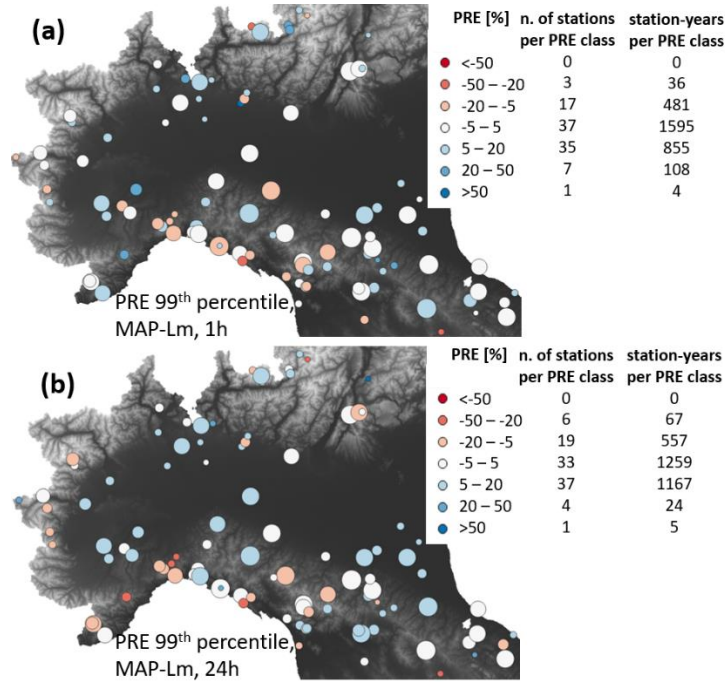 (a)
PRE [%] n. of stations per PRE class station-years per PRE class
<-50 0 0
-50 – -20 3 36
-20 – -5 17 481
-5 – 5 37 1595
5 – 20 35 855
20 – 50 7 108
>50 1 4
PRE 99th percentile,
MAP-Lm, 1h
(b)
PRE [%] n. of stations per PRE class station-years per PRE class
<-50 0 0
-50 – -20 6 67
-20 – -5 19 557
-5 – 5 33 1259
5 – 20 37 1167
20 – 50 4 24
>50 1 5
PRE 99th percentile,
MAP-Lm, 24h